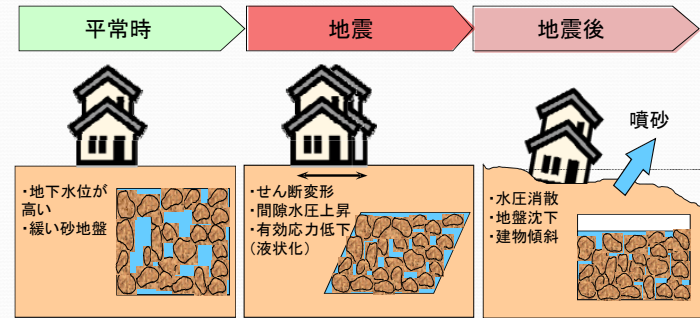 平常時
地震
地震後
・地下水位が
高い
・緩い砂地盤
・せん断変形
・間隙水圧上昇
・有効応力低下
（液状化）
噴砂
・水圧消散
・地盤沈下
・建物傾斜